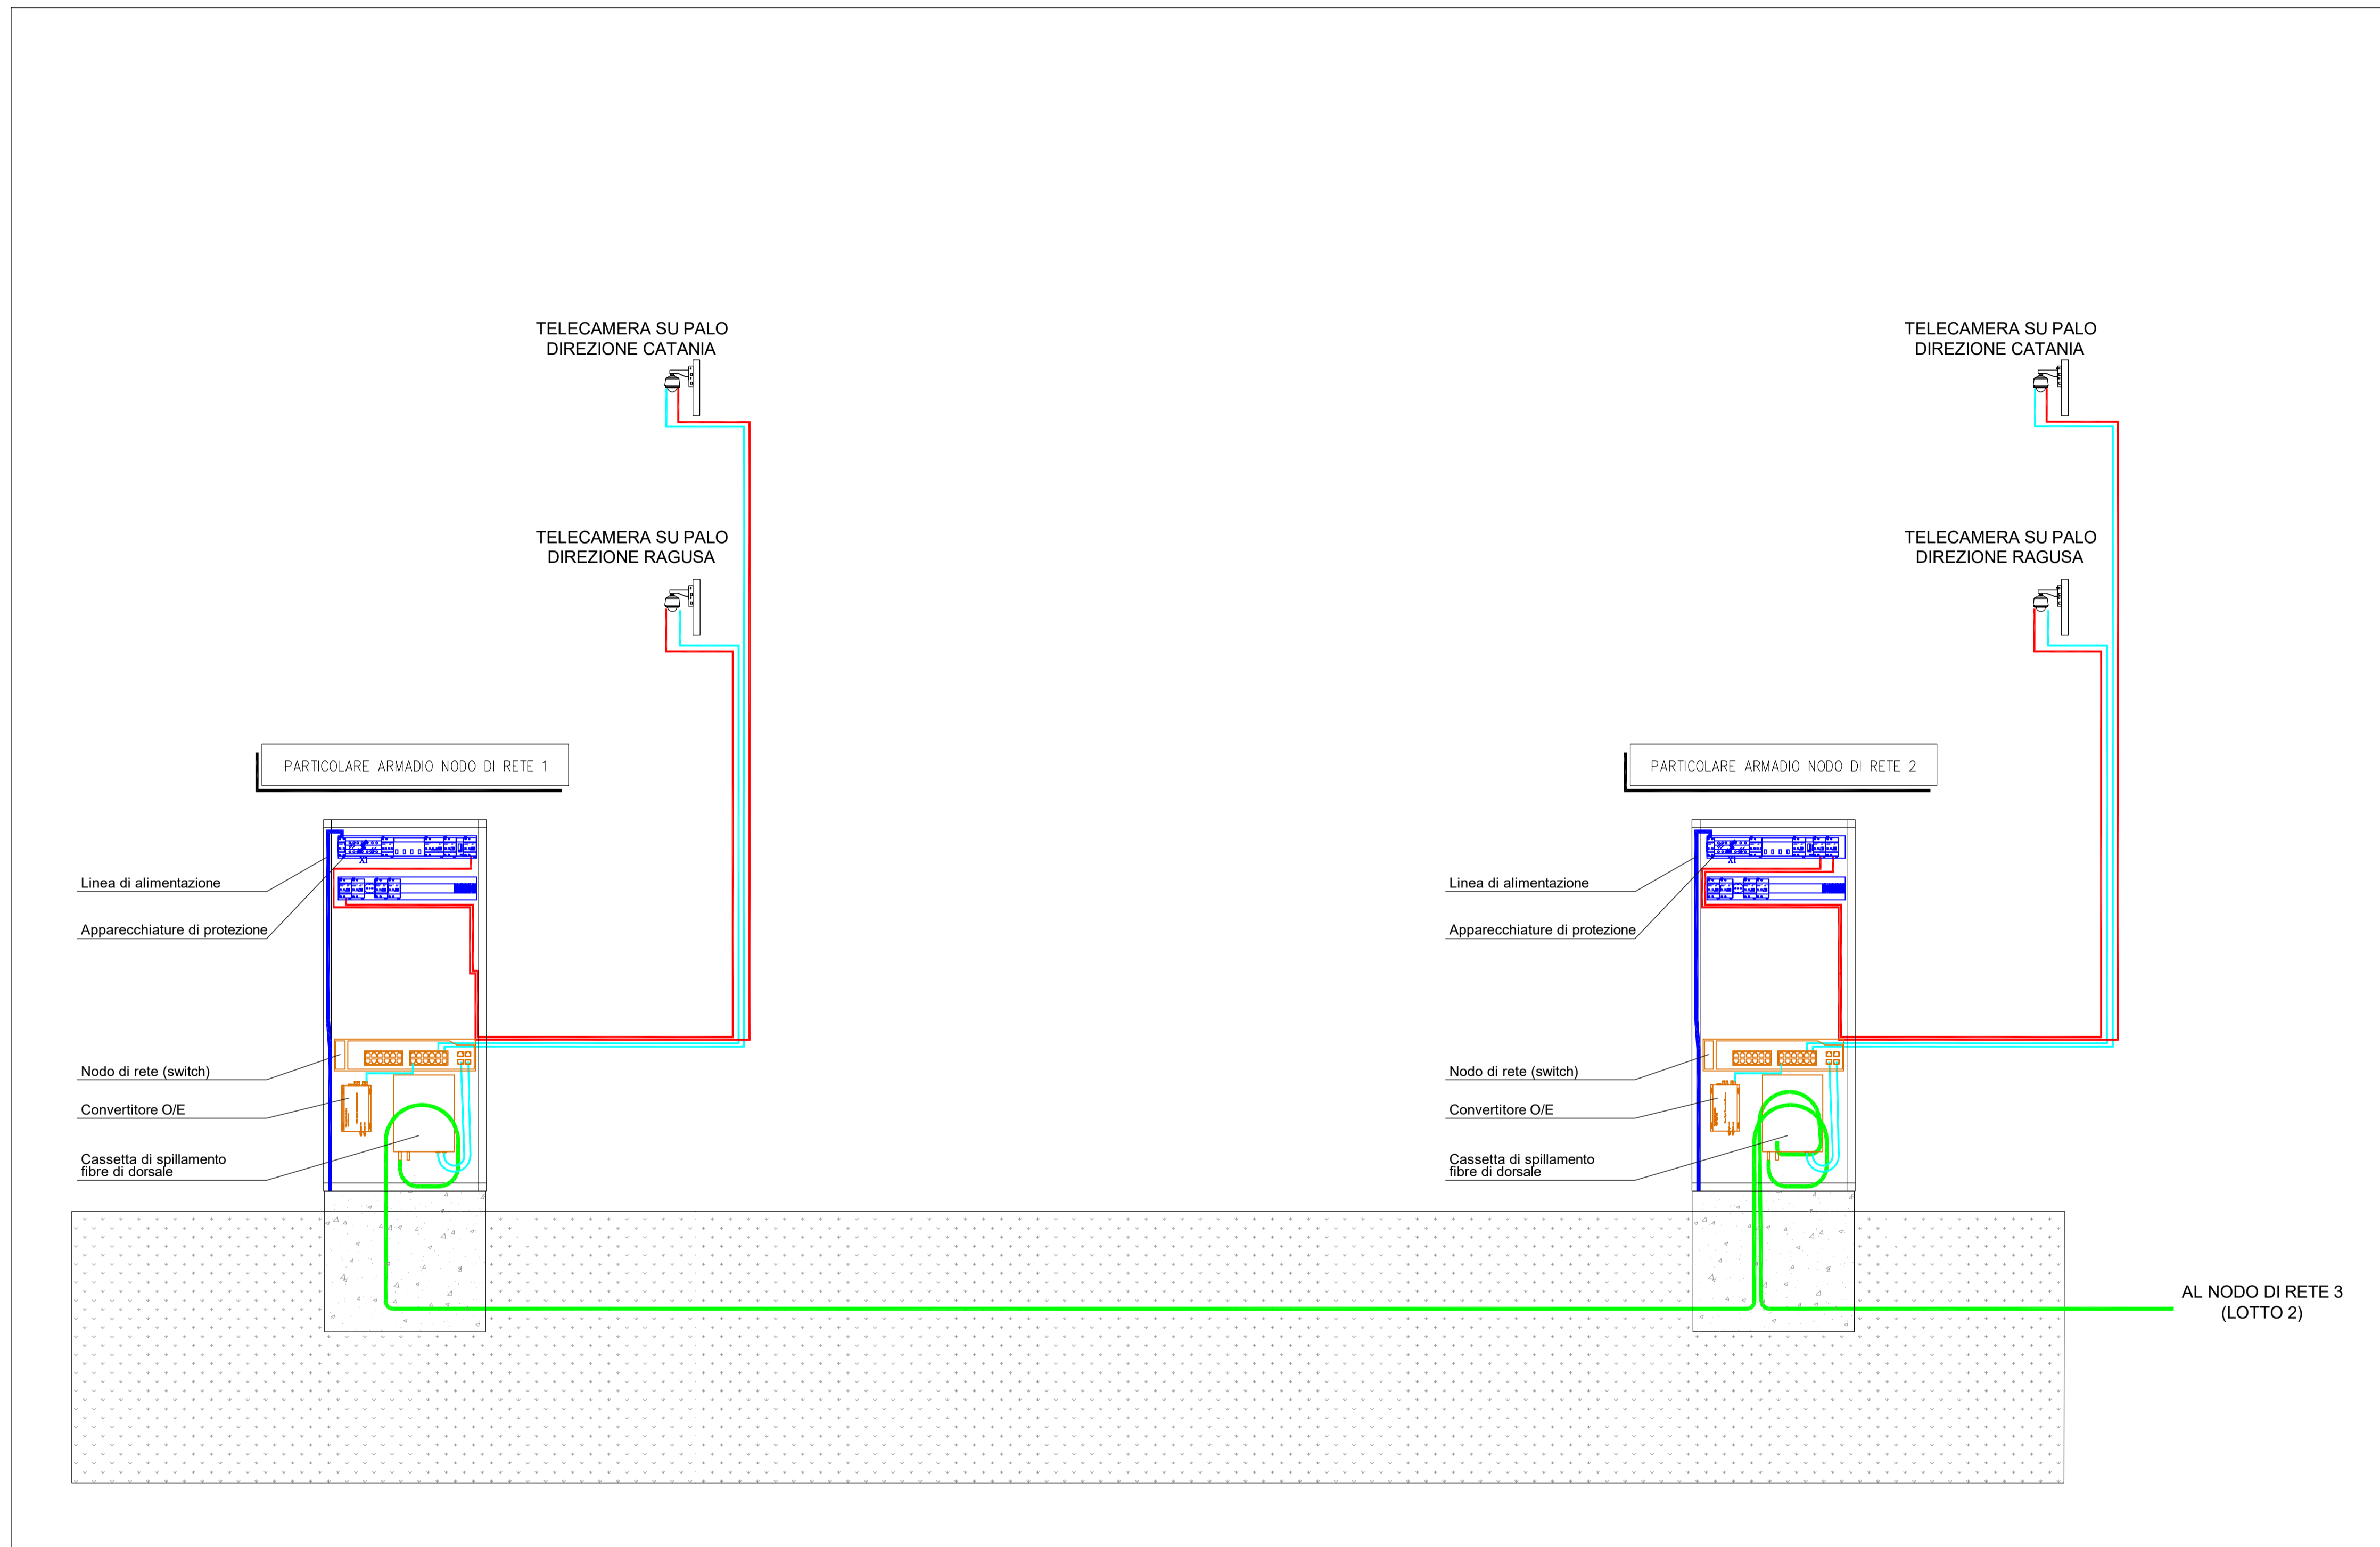 TELECAMERA SU PALO
DIREZIONE CATANIA
TELECAMERA SU PALO
DIREZIONE CATANIA
TELECAMERA SU PALO
DIREZIONE RAGUSA
TELECAMERA SU PALO
DIREZIONE RAGUSA
PARTICOLARE ARMADIO NODO DI RETE 1
PARTICOLARE ARMADIO NODO DI RETE 2
X1
Linea di alimentazione
Apparecchiature di protezione
Nodo di rete (switch)
Convertitore O/E
Cassetta di spillamento
fibre di dorsale
X1
Linea di alimentazione
Apparecchiature di protezione
Nodo di rete (switch)
Convertitore O/E
Cassetta di spillamento
fibre di dorsale
AL NODO DI RETE 3
(LOTTO 2)